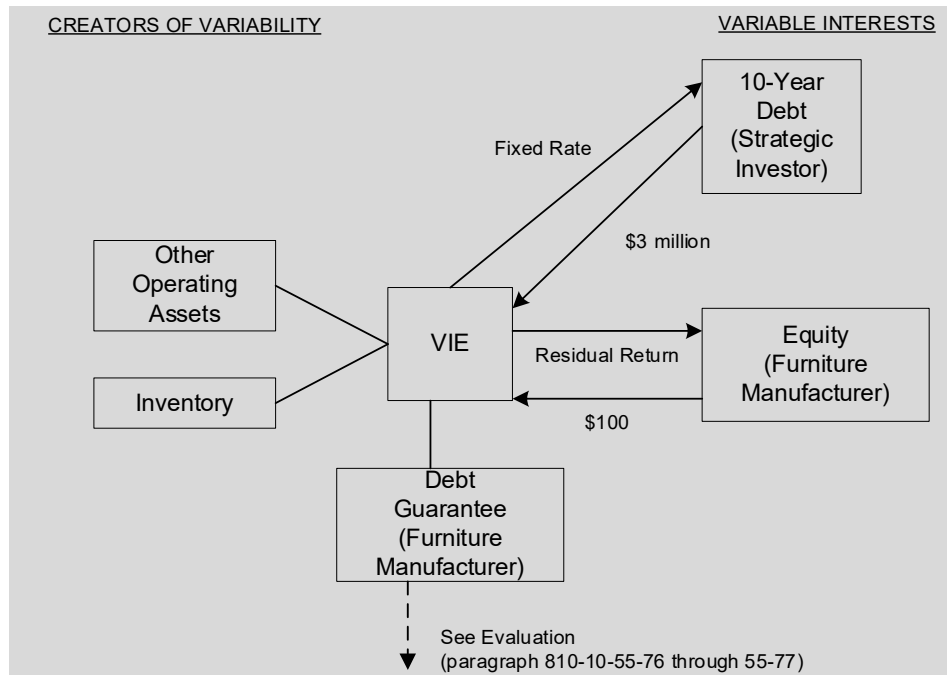 CREATORS OF VARIABILITY
VARIABLE INTERESTS
10-Year
Debt
(Strategic
Investor)
Fixed Rate
$3 million
Other
Operating
Assets
VIE
Equity
(Furniture
Manufacturer)
Residual Return
Inventory
$100
Debt
Guarantee
(Furniture
Manufacturer)
See Evaluation
(paragraph 810-10-55-76 through 55-77)